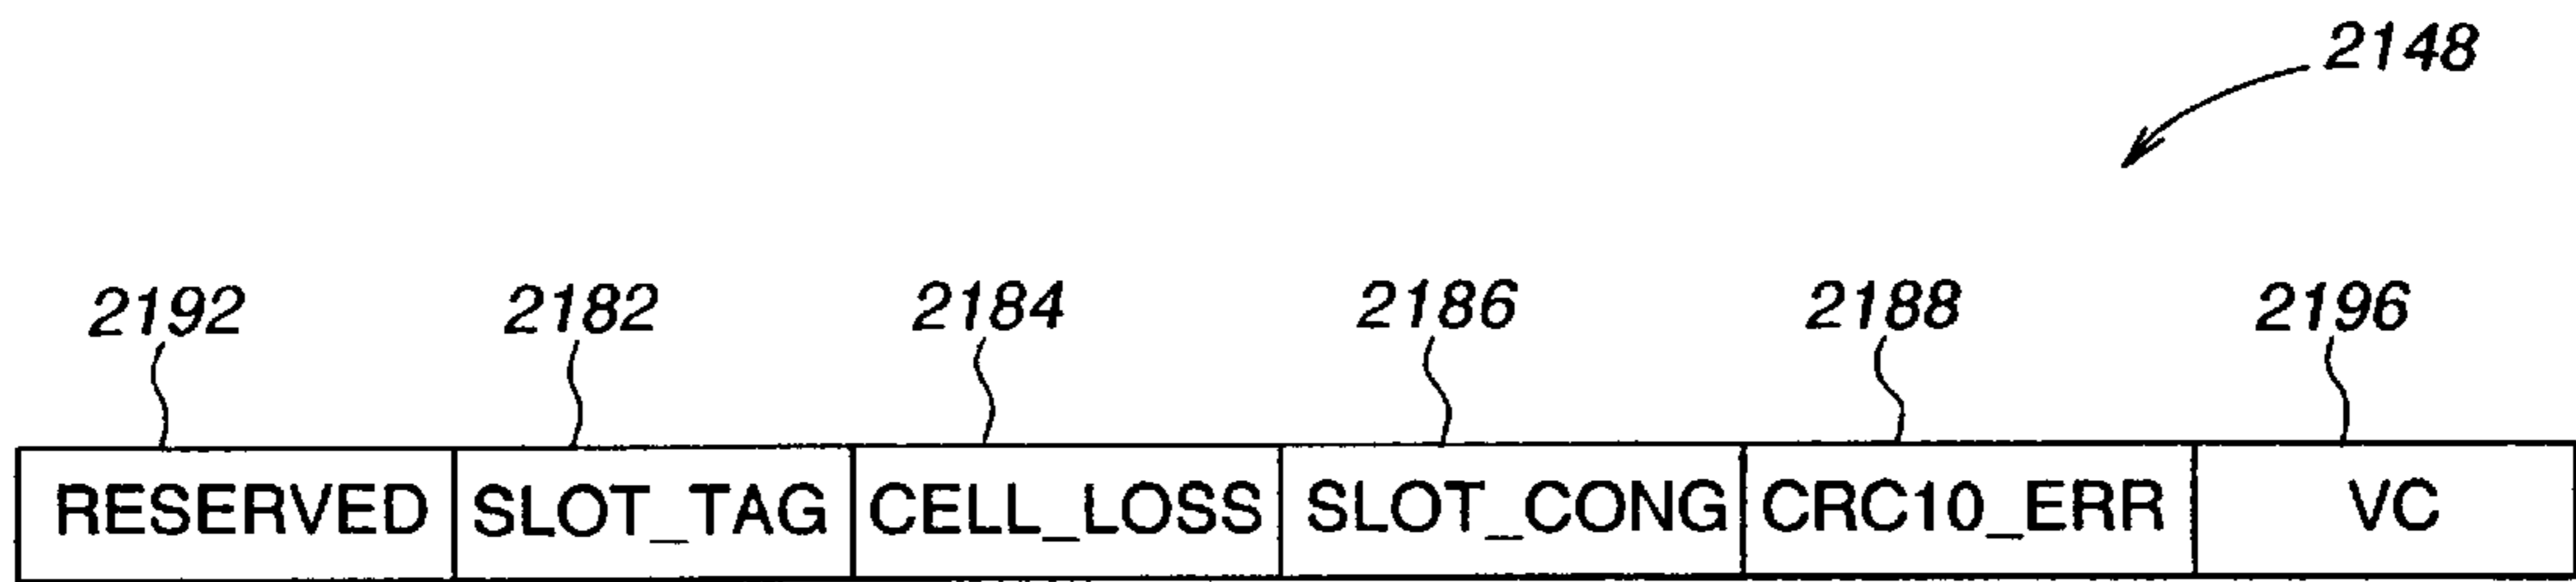 2148
2192 2182 2184 2186 2188 2196
RESERVED SLOT_TAG CELL_LOSS SLOT_CONG CRC10_ERR VC